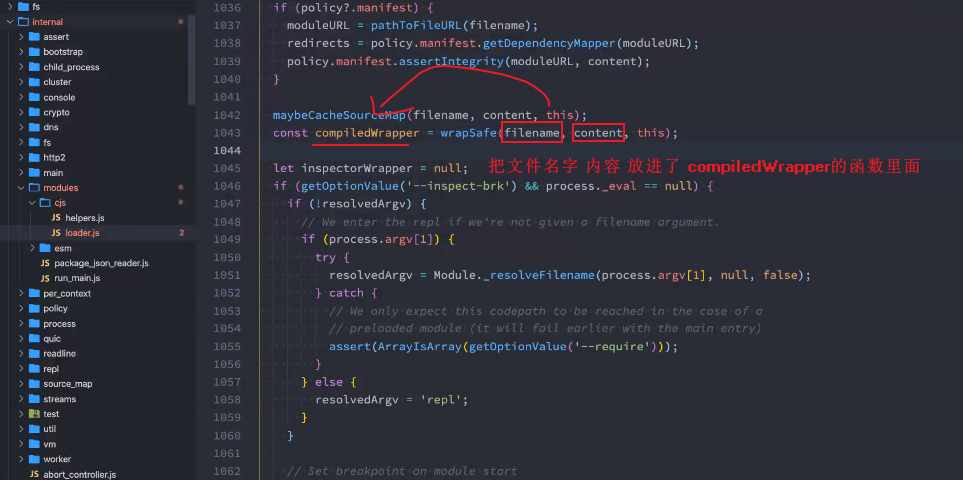 fs
internal
assert
bootstrap
child_process
cluster
console
crypto
dns
fs
http2
main
modules
cjs
helpers.js
loader.js 2
esm
package_json_reader.js
run_main.js
per_context
policy
process
quic
readline
repl
source_map
streams
test
util
vm
worker
abort_controller.js
1036 if (policy?.manifest) {
1037 moduleURL = pathToFileURL(filename);
1038 redirects = policy.manifest.getDependencyMapper(moduleURL);
1039 policy.manifest.assertIntegrity(moduleURL, content);
1040 }
1041
1042 maybeCacheSourceMap(filename, content, this);
1043 const compiledWrapper = wrapSafe(filename, content, this);
1044
1045 let inspectorWrapper = null; 把文件名字 内容 放进了 compiledWrapper的函数里面
1046 if (getOptionValue('--inspect-brk') && process._eval == null) {
1047 if (!resolvedArgv) {
1048 // We enter the repl if we're not given a filename argument.
1049 if (process.argv[1]) {
1050 try {
1051 resolvedArgv = Module._resolveFilename(process.argv[1], null, false);
1052 } catch {
1053 // We only expect this codepath to be reached in the case of a
1054 // preloaded module (it will fail earlier with the main entry)
1055 assert(ArrayIsArray(getOptionValue('--require')));
1056 }
1057 } else {
1058 resolvedArgv = 'repl';
1059 }
1060 }
1061
1062 // Set breakpoint on module start